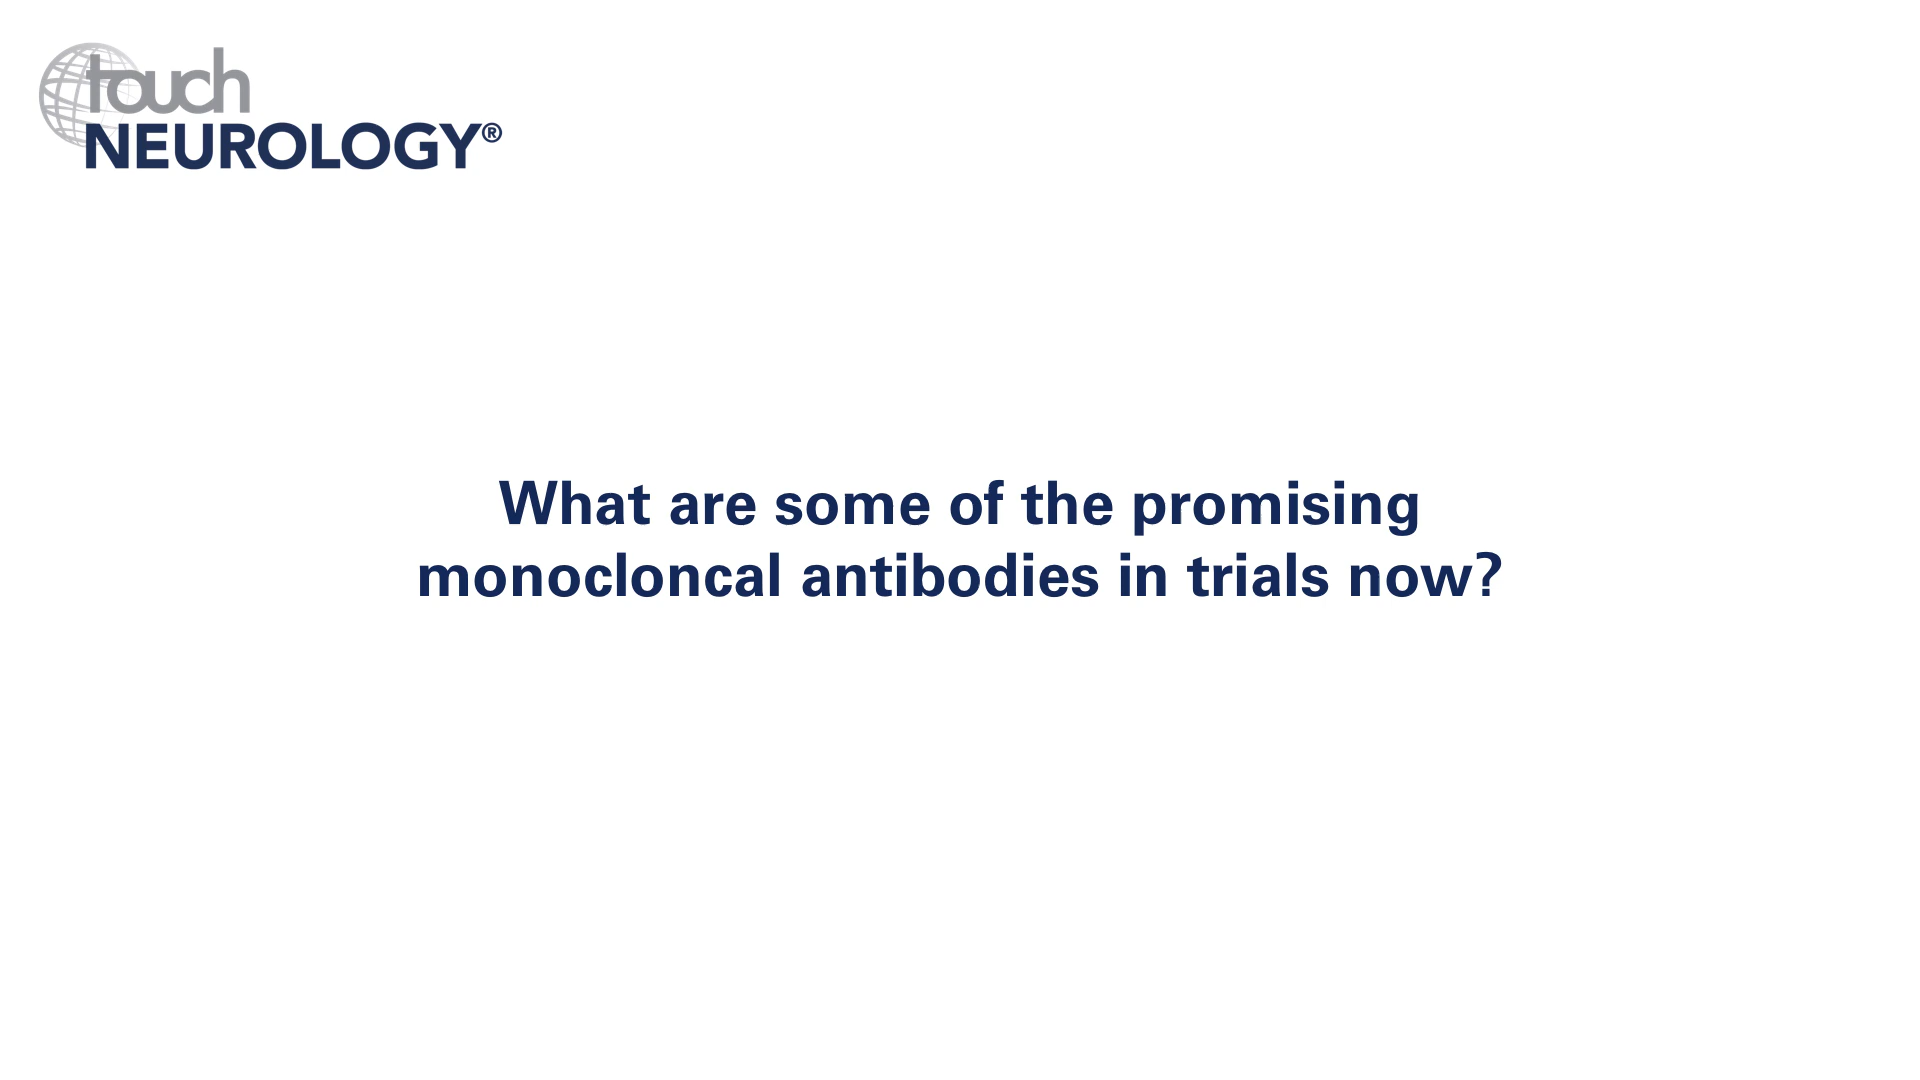 touch
NEUROLOGY®
What are some of the promising
monocloncal antibodies in trials now?